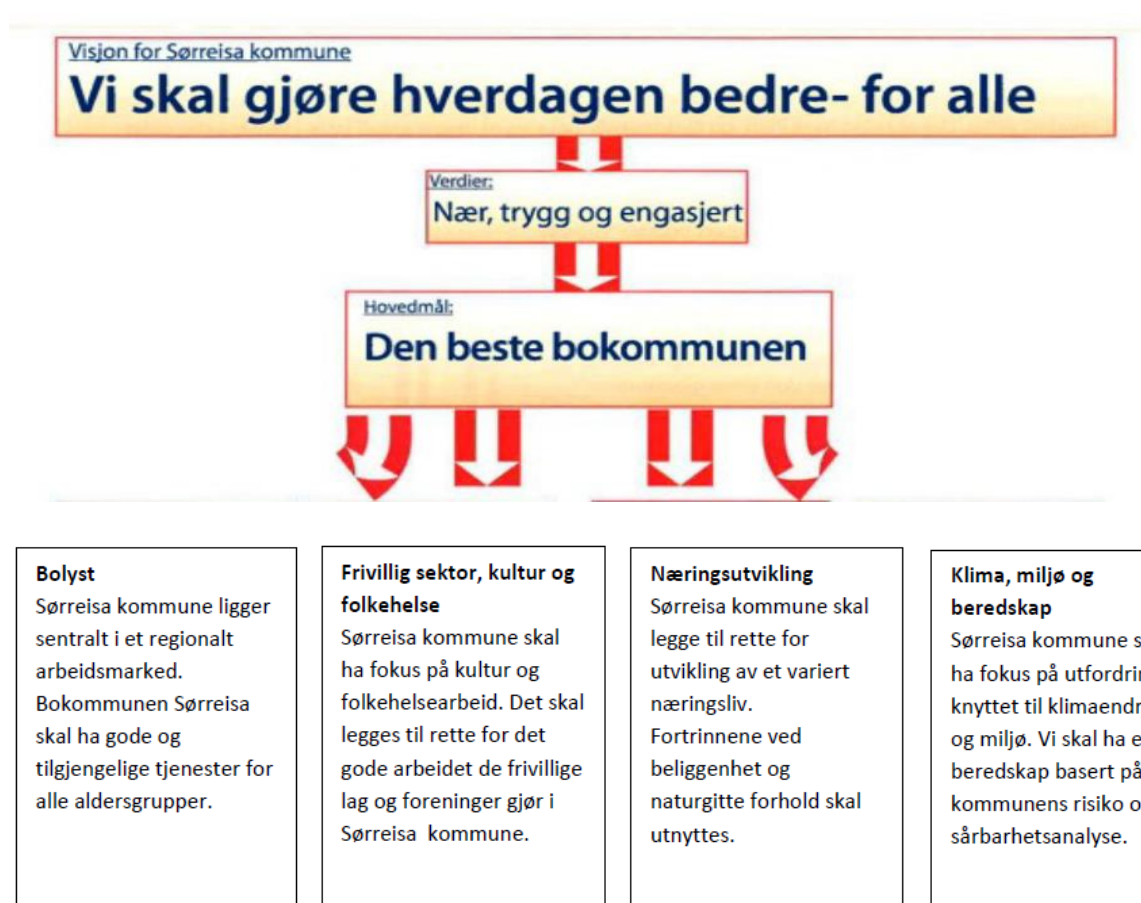 Visjon for Sørreisa kommune
Vi skal gjøre hverdagen bedre- for alle
Verdier:
Nær, trygg og engasjert
Hovedmål:
Den beste bokommunen
Bolyst
Sørreisa kommune ligger
sentralt i et regionalt
arbeidsmarked.
Bokommunen Sørreisa
skal ha gode og
tilgjengelige tjenester for
alle aldersgrupper.
Frivillig sektor, kultur og
folkehelse
Sørreisa kommune skal
ha fokus på kultur og
folkehelsearbeid. Det skal
legges til rette for det
gode arbeidet de frivillige
lag og foreninger gjør i
Sørreisa kommune.
Næringsutvikling
Sørreisa kommune skal
legge til rette for
utvikling av et variert
næringsliv.
Fortrinnene ved
beliggenhet og
naturgitte forhold skal
utnyttes.
Klima, miljø og
beredskap
Sørreisa kommune
ha fokus på
knyttet til
og miljø. Vi skal ha
beredskap basert på
kommunens risiko
sårbarhetsanalyse.